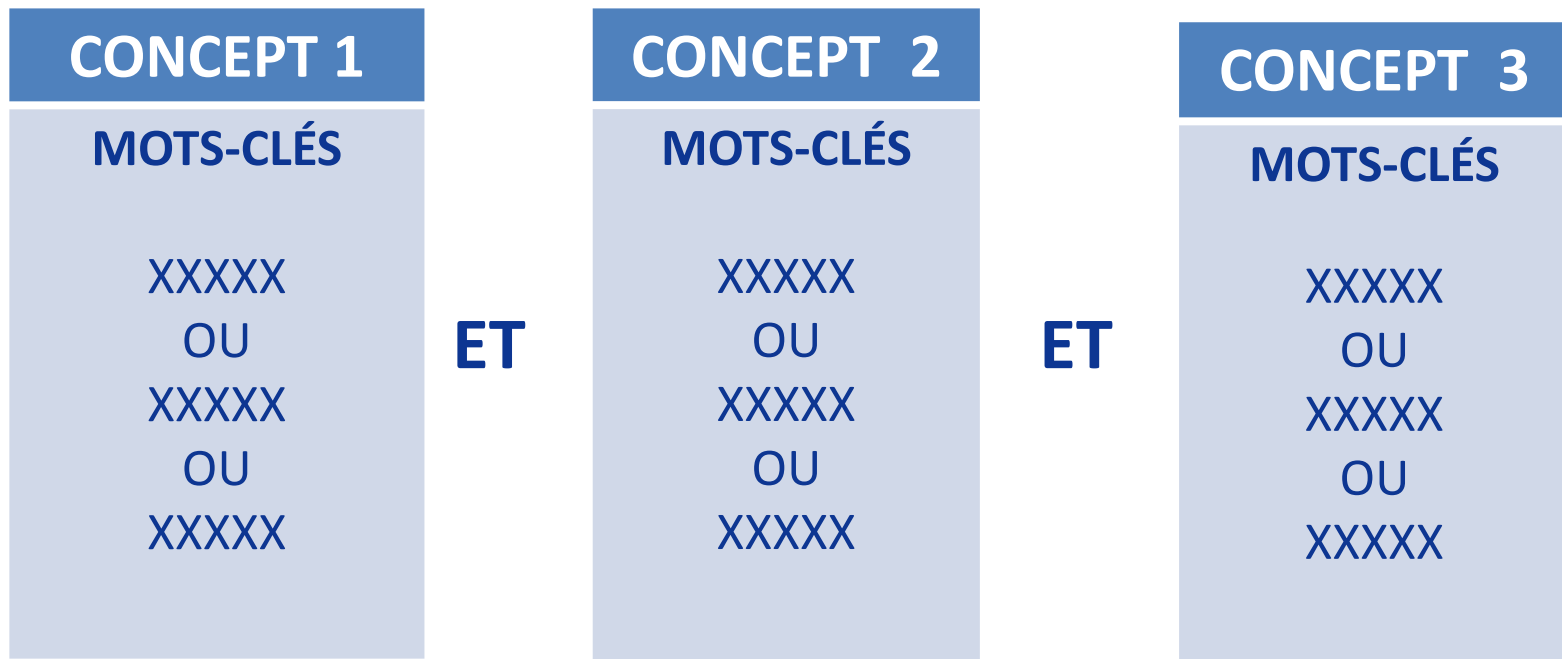 CONCEPT 1
MOTS-CLÉS
XXXXX
OU
XXXXX
OU
XXXXX
ET
CONCEPT 2
MOTS-CLÉS
XXXXX
OU
XXXXX
OU
XXXXX
ET
CONCEPT 3
MOTS-CLÉS
XXXXX
OU
XXXXX
OU
XXXXX